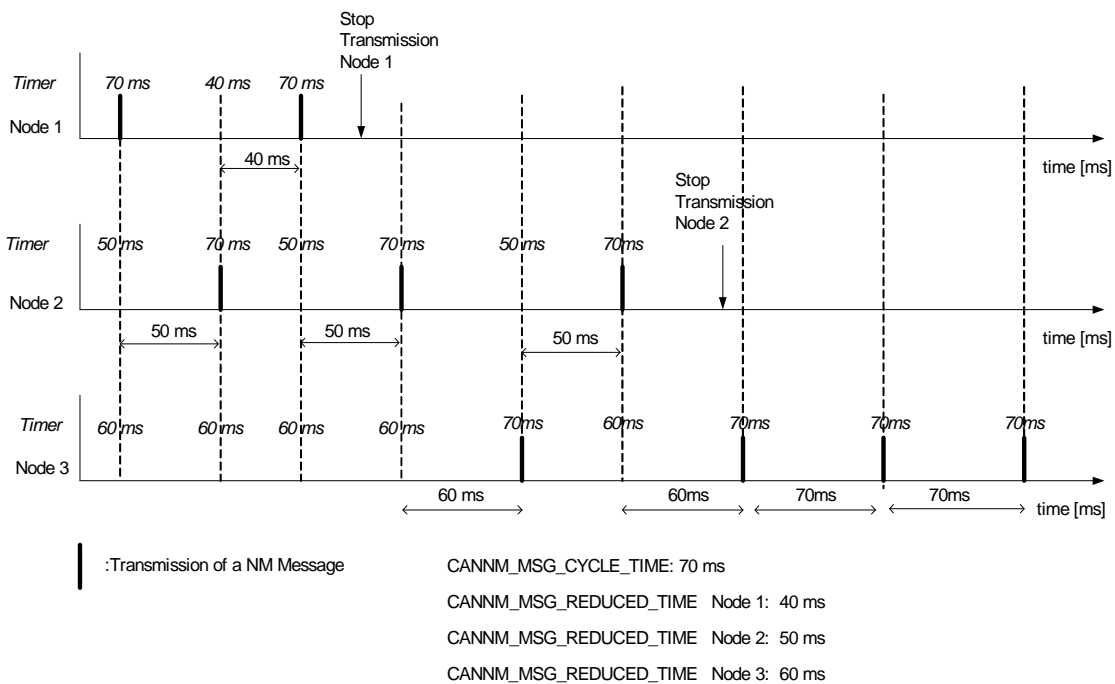 Stop
Transmission
Node 1
Timer 70 ms 40 ms 70 ms
Node 1
40 ms
time [ms]
Stop
Transmission
Node 2
Timer 50 ms 70 ms 50 ms 70 ms 50 ms 70ms
Node 2
50 ms 50 ms 50 ms
time [ms]
Timer 60 ms 60 ms 60 ms 60 ms 70ms 60ms 70ms 70ms 70ms
Node 3
60 ms 60ms 70ms 70ms
time [ms]
:Transmission of a NM Message
CANNM_MSG_CYCLE_TIME: 70 ms
CANNM_MSG_REDUCED_TIME Node 1: 40 ms
CANNM_MSG_REDUCED_TIME Node 2: 50 ms
CANNM_MSG_REDUCED_TIME Node 3: 60 ms